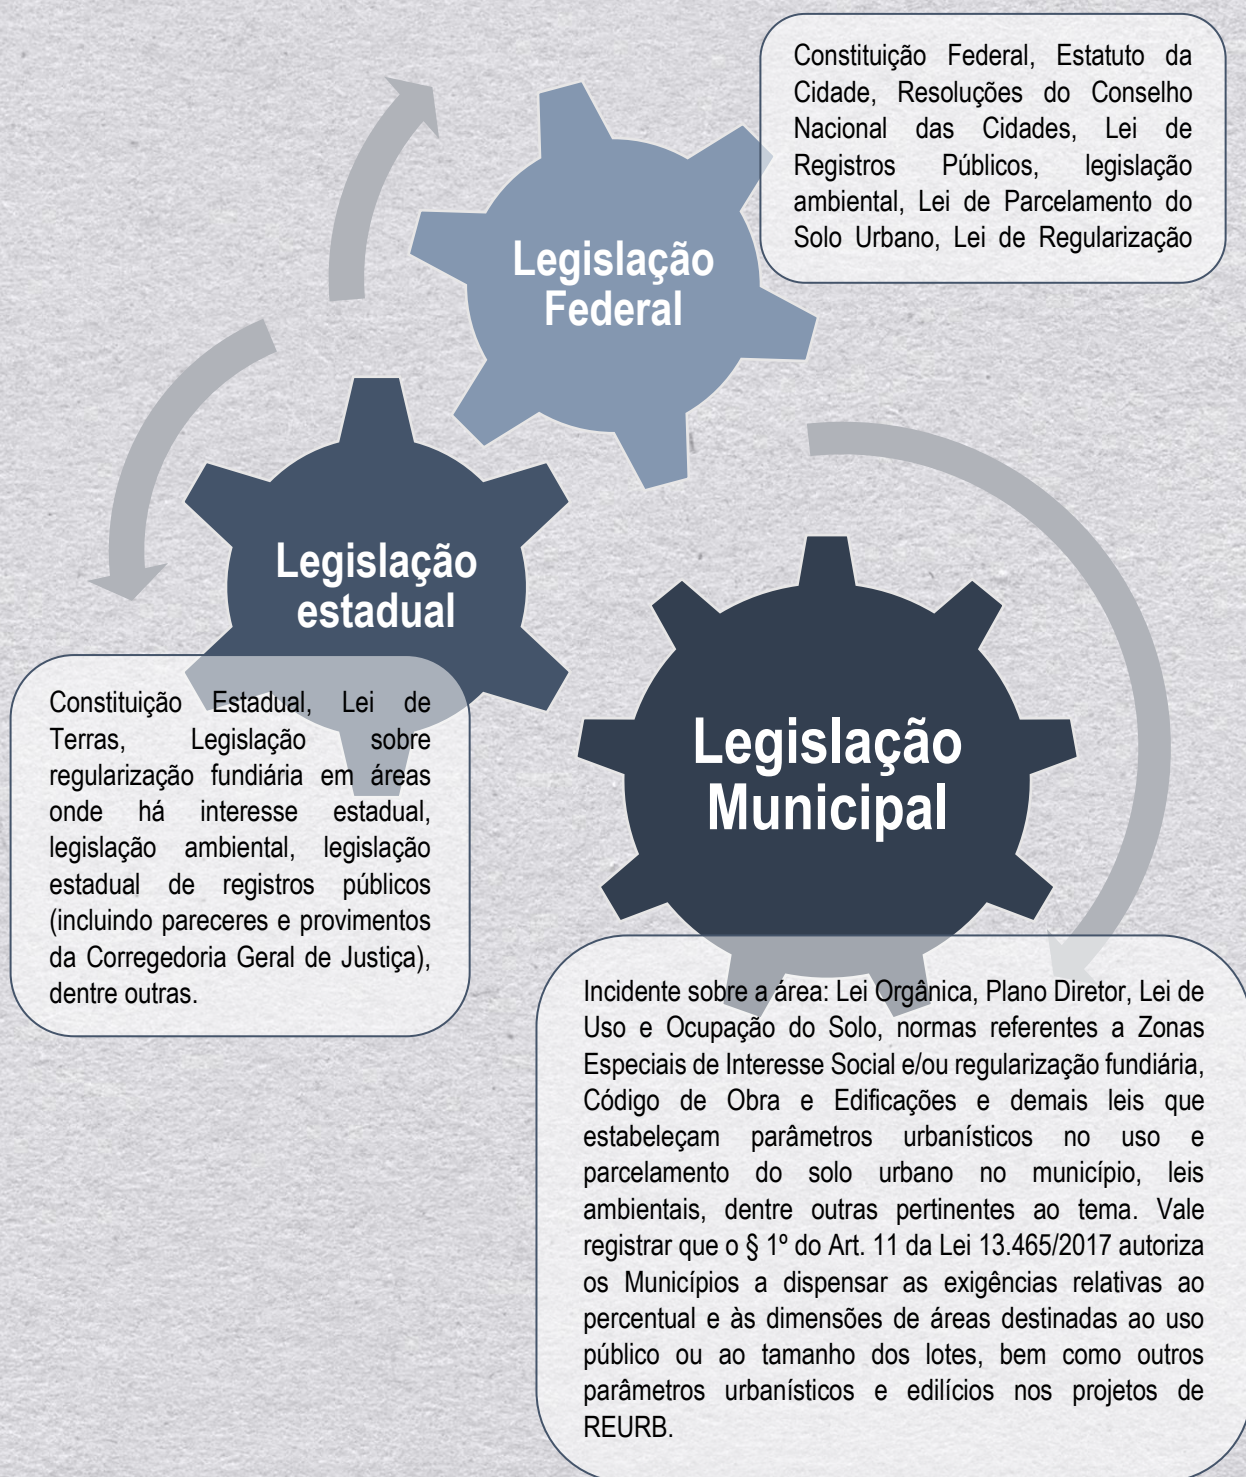 Constituição Federal, Estatuto da
Cidade, Resoluções do Conselho
Nacional das Cidades, Lei de
Registros Públicos, legislação
ambiental, Lei de Parcelamento do
Solo Urbano, Lei de Regularização
Legislação
Federal
Legislação
estadual
Constituição Estadual, Lei de
Terras, Legislação sobre
regularização fundiária em áreas
onde há interesse estadual,
legislação ambiental, legislação
estadual de registros públicos
(incluindo pareceres e provimentos
da Corregedoria Geral de Justiça),
dentre outras.
Legislação
Municipal
Incidente sobre a área: Lei Orgânica, Plano Diretor, Lei de
Uso e Ocupação do Solo, normas referentes a Zonas
Especiais de Interesse Social e/ou regularização fundiária,
Código de Obra e Edificações e demais leis que
estabeleçam parâmetros urbanísticos no uso e
parcelamento do solo urbano no município, leis
ambientais, dentre outras pertinentes ao tema. Vale
registrar que o § 1º do Art. 11 da Lei 13.465/2017 autoriza
os Municípios a dispensar as exigências relativas ao
percentual e às dimensões de áreas destinadas ao uso
público ou ao tamanho dos lotes, bem como outros
parâmetros urbanísticos e edilícios nos projetos de
REURB.